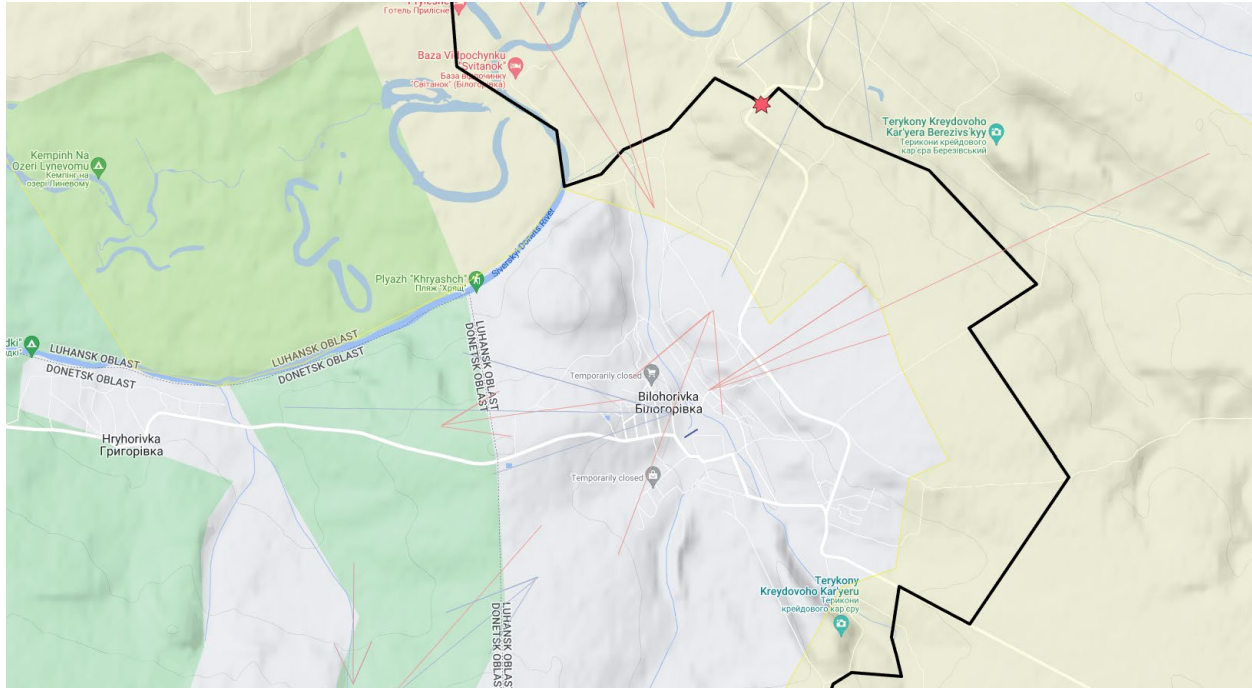 Готель Прилісне
Baza Vidpochynku
"Svitanok"
База відпочинку
"Світанок" (Білогорівка)
Terykony Kreydovoho
Kar'yera Berezivs'kyy
Терикони крейдового
кар'єра Березівський
Kempinh Na
Ozeri Lynevomu
Кемпінг на
озері Линевому
Siverskyi Donets River
Plyazh "Khryashch"
Пляж "Хрящ"
LUHANSK OBLAST
DONETSK OBLAST
LUHANSK OBLAST
DONETSK OBLAST
LUHANSK OBLAST
DONETSK OBLAST
Temporarily closed
Bilohorivka
Білогорівка
Hryhorivka
Григорівка
Temporarily closed
Terykony
Kreydovoho Kar'yeru
Терикони
крейдового кар'єру
LUHANSK OBLAST
DONETSK OBLAST